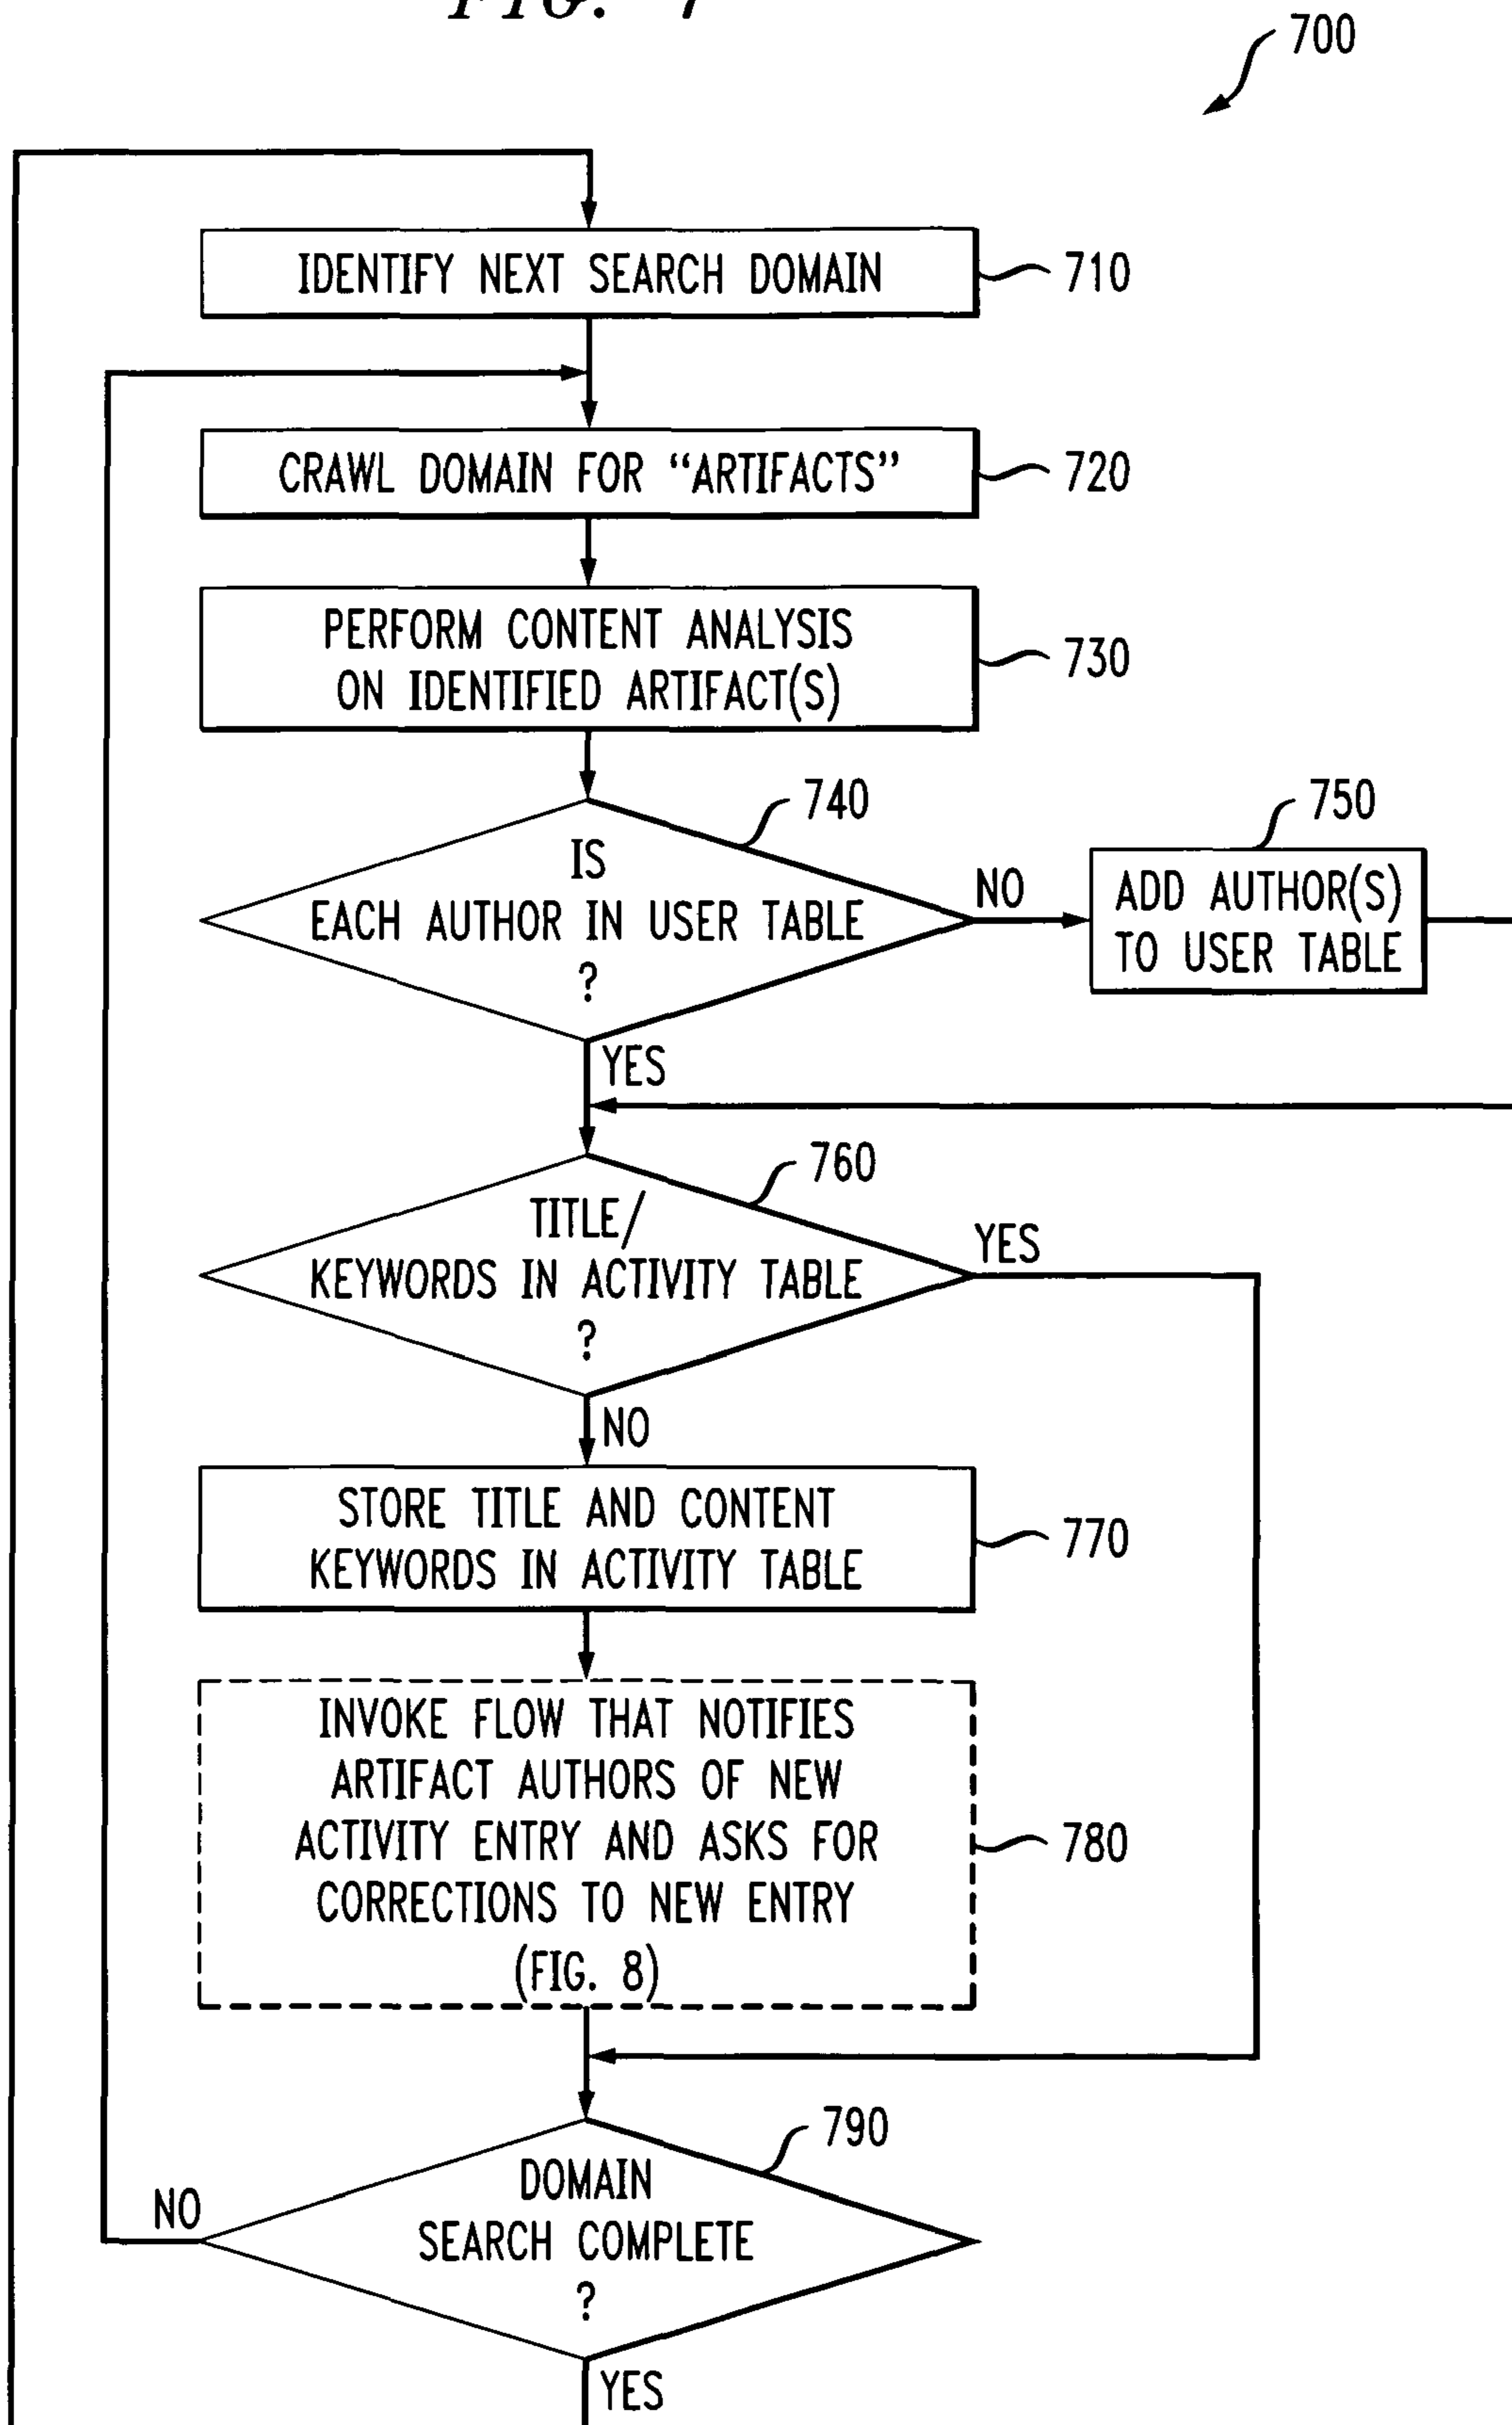 FIG. 7
700
IDENTIFY NEXT SEARCH DOMAIN
710
CRAWL DOMAIN FOR “ARTIFACTS”
720
PERFORM CONTENT ANALYSIS
ON IDENTIFIED ARTIFACT(S)
730
740
IS
EACH AUTHOR IN USER TABLE
?
NO
750
ADD AUTHOR(S)
TO USER TABLE
YES
760
TITLE/
KEYWORDS IN ACTIVITY TABLE
?
YES
NO
STORE TITLE AND CONTENT
KEYWORDS IN ACTIVITY TABLE
770
INVOKE FLOW THAT NOTIFIES
ARTIFACT AUTHORS OF NEW
ACTIVITY ENTRY AND ASKS FOR
CORRECTIONS TO NEW ENTRY
(FIG. 8)
780
790
DOMAIN
SEARCH COMPLETE
?
NO
YES